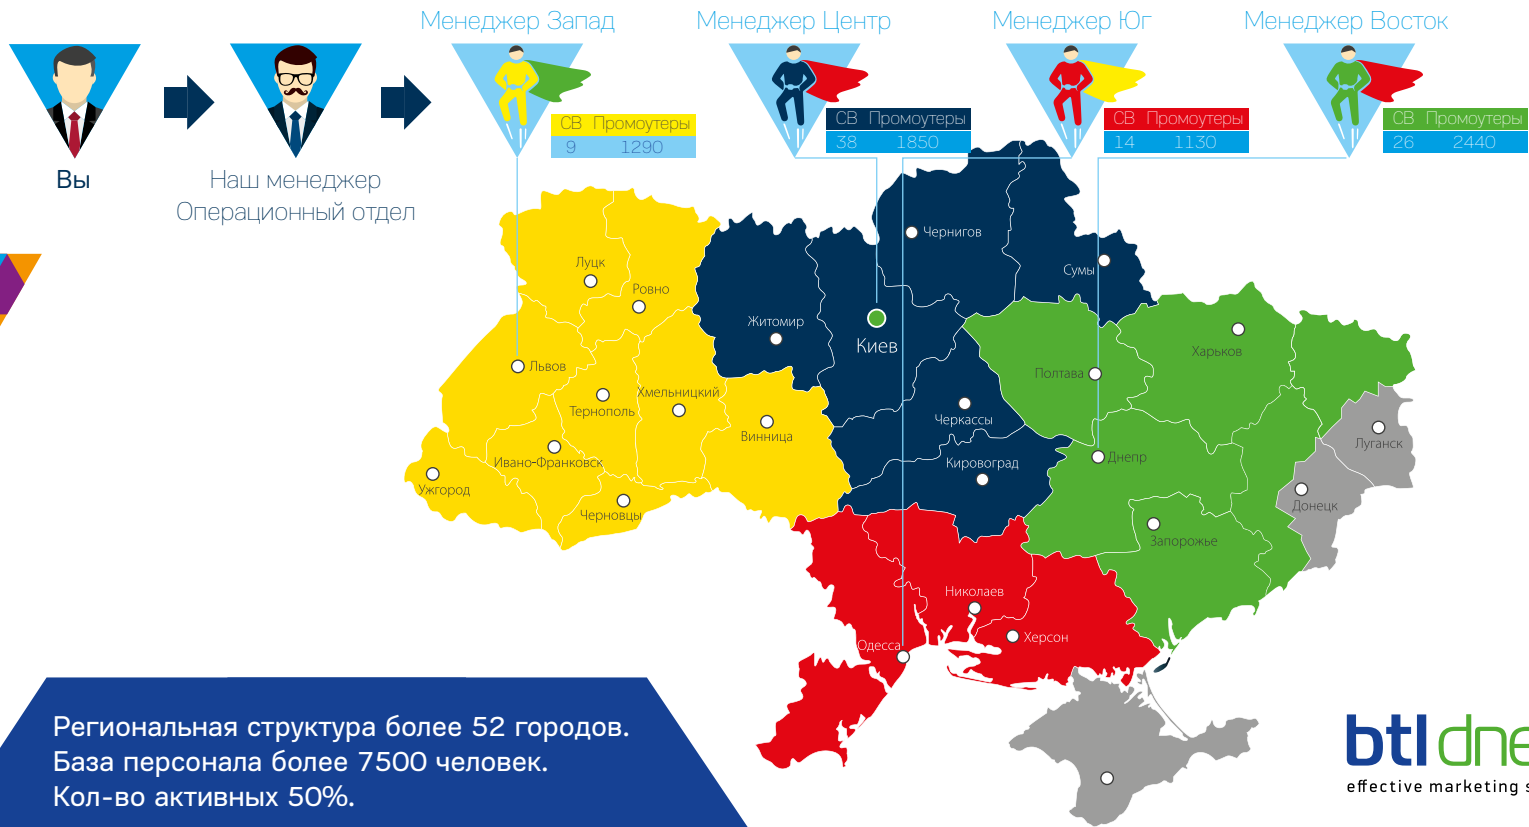 Менеджер Запад
Менеджер Центр
Менеджер Юг
Менеджер Восток
СВ Промоутеры
9 1290
СВ Промоутеры
38 1850
СВ Промоутеры
14 1130
СВ Промоутеры
26 2440
Вы
Наш менеджер
Операционный отдел
Чернигов
Сумы
Луцк
Ровно
Житомир
Киев
Харьков
Львов
Полтава
Хмельницкий
Тернополь
Черкассы
Винница
Луганск
Ивано-Франковск
Кировоград
Днепр
Ужгород
Черновцы
Донецк
Запорожье
Николаев
Херсон
Одесса
Региональная структура более 52 городов.
База персонала более 7500 человек.
Кол-во активных 50%.
btl dne
effective marketing s